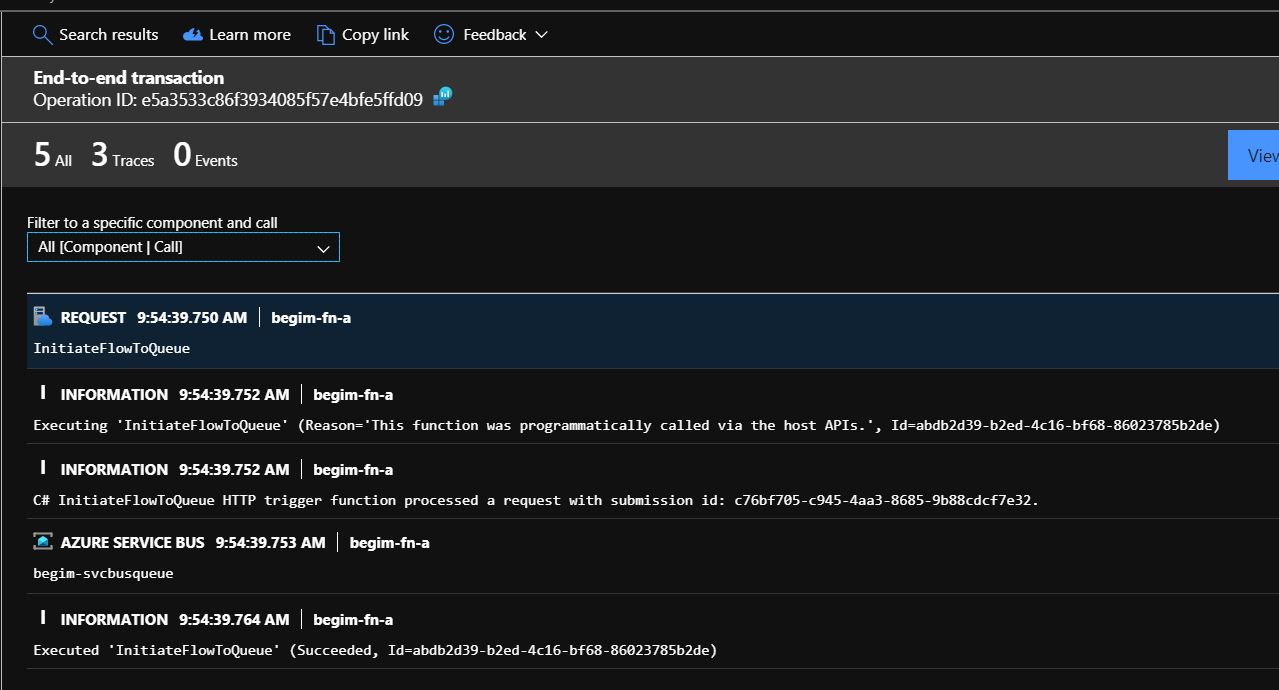 Search results Learn more Copy link Feedback
End-to-end transaction
Operation ID: e5a3533c86f3934085f57e4bfe5ffd09
5 All 3 Traces 0 Events
View
Filter to a specific component and call
All [Component | Call]
REQUEST 9:54:39.750 AM | begim-fn-a
InitiateFlowToQueue
INFORMATION 9:54:39.752 AM | begim-fn-a
Executing 'InitiateFlowToQueue' (Reason='This function was programmatically called via the host APIs.', Id=abdb2d39-b2ed-4c16-bf68-86023785b2de)
INFORMATION 9:54:39.752 AM | begim-fn-a
C# InitiateFlowToQueue HTTP trigger function processed a request with submission id: c76bf705-c945-4aa3-8685-9b88cdcf7e32.
AZURE SERVICE BUS 9:54:39.753 AM | begim-fn-a
begim-svcbusqueue
INFORMATION 9:54:39.764 AM | begim-fn-a
Executed 'InitiateFlowToQueue' (Succeeded, Id=abdb2d39-b2ed-4c16-bf68-86023785b2de)